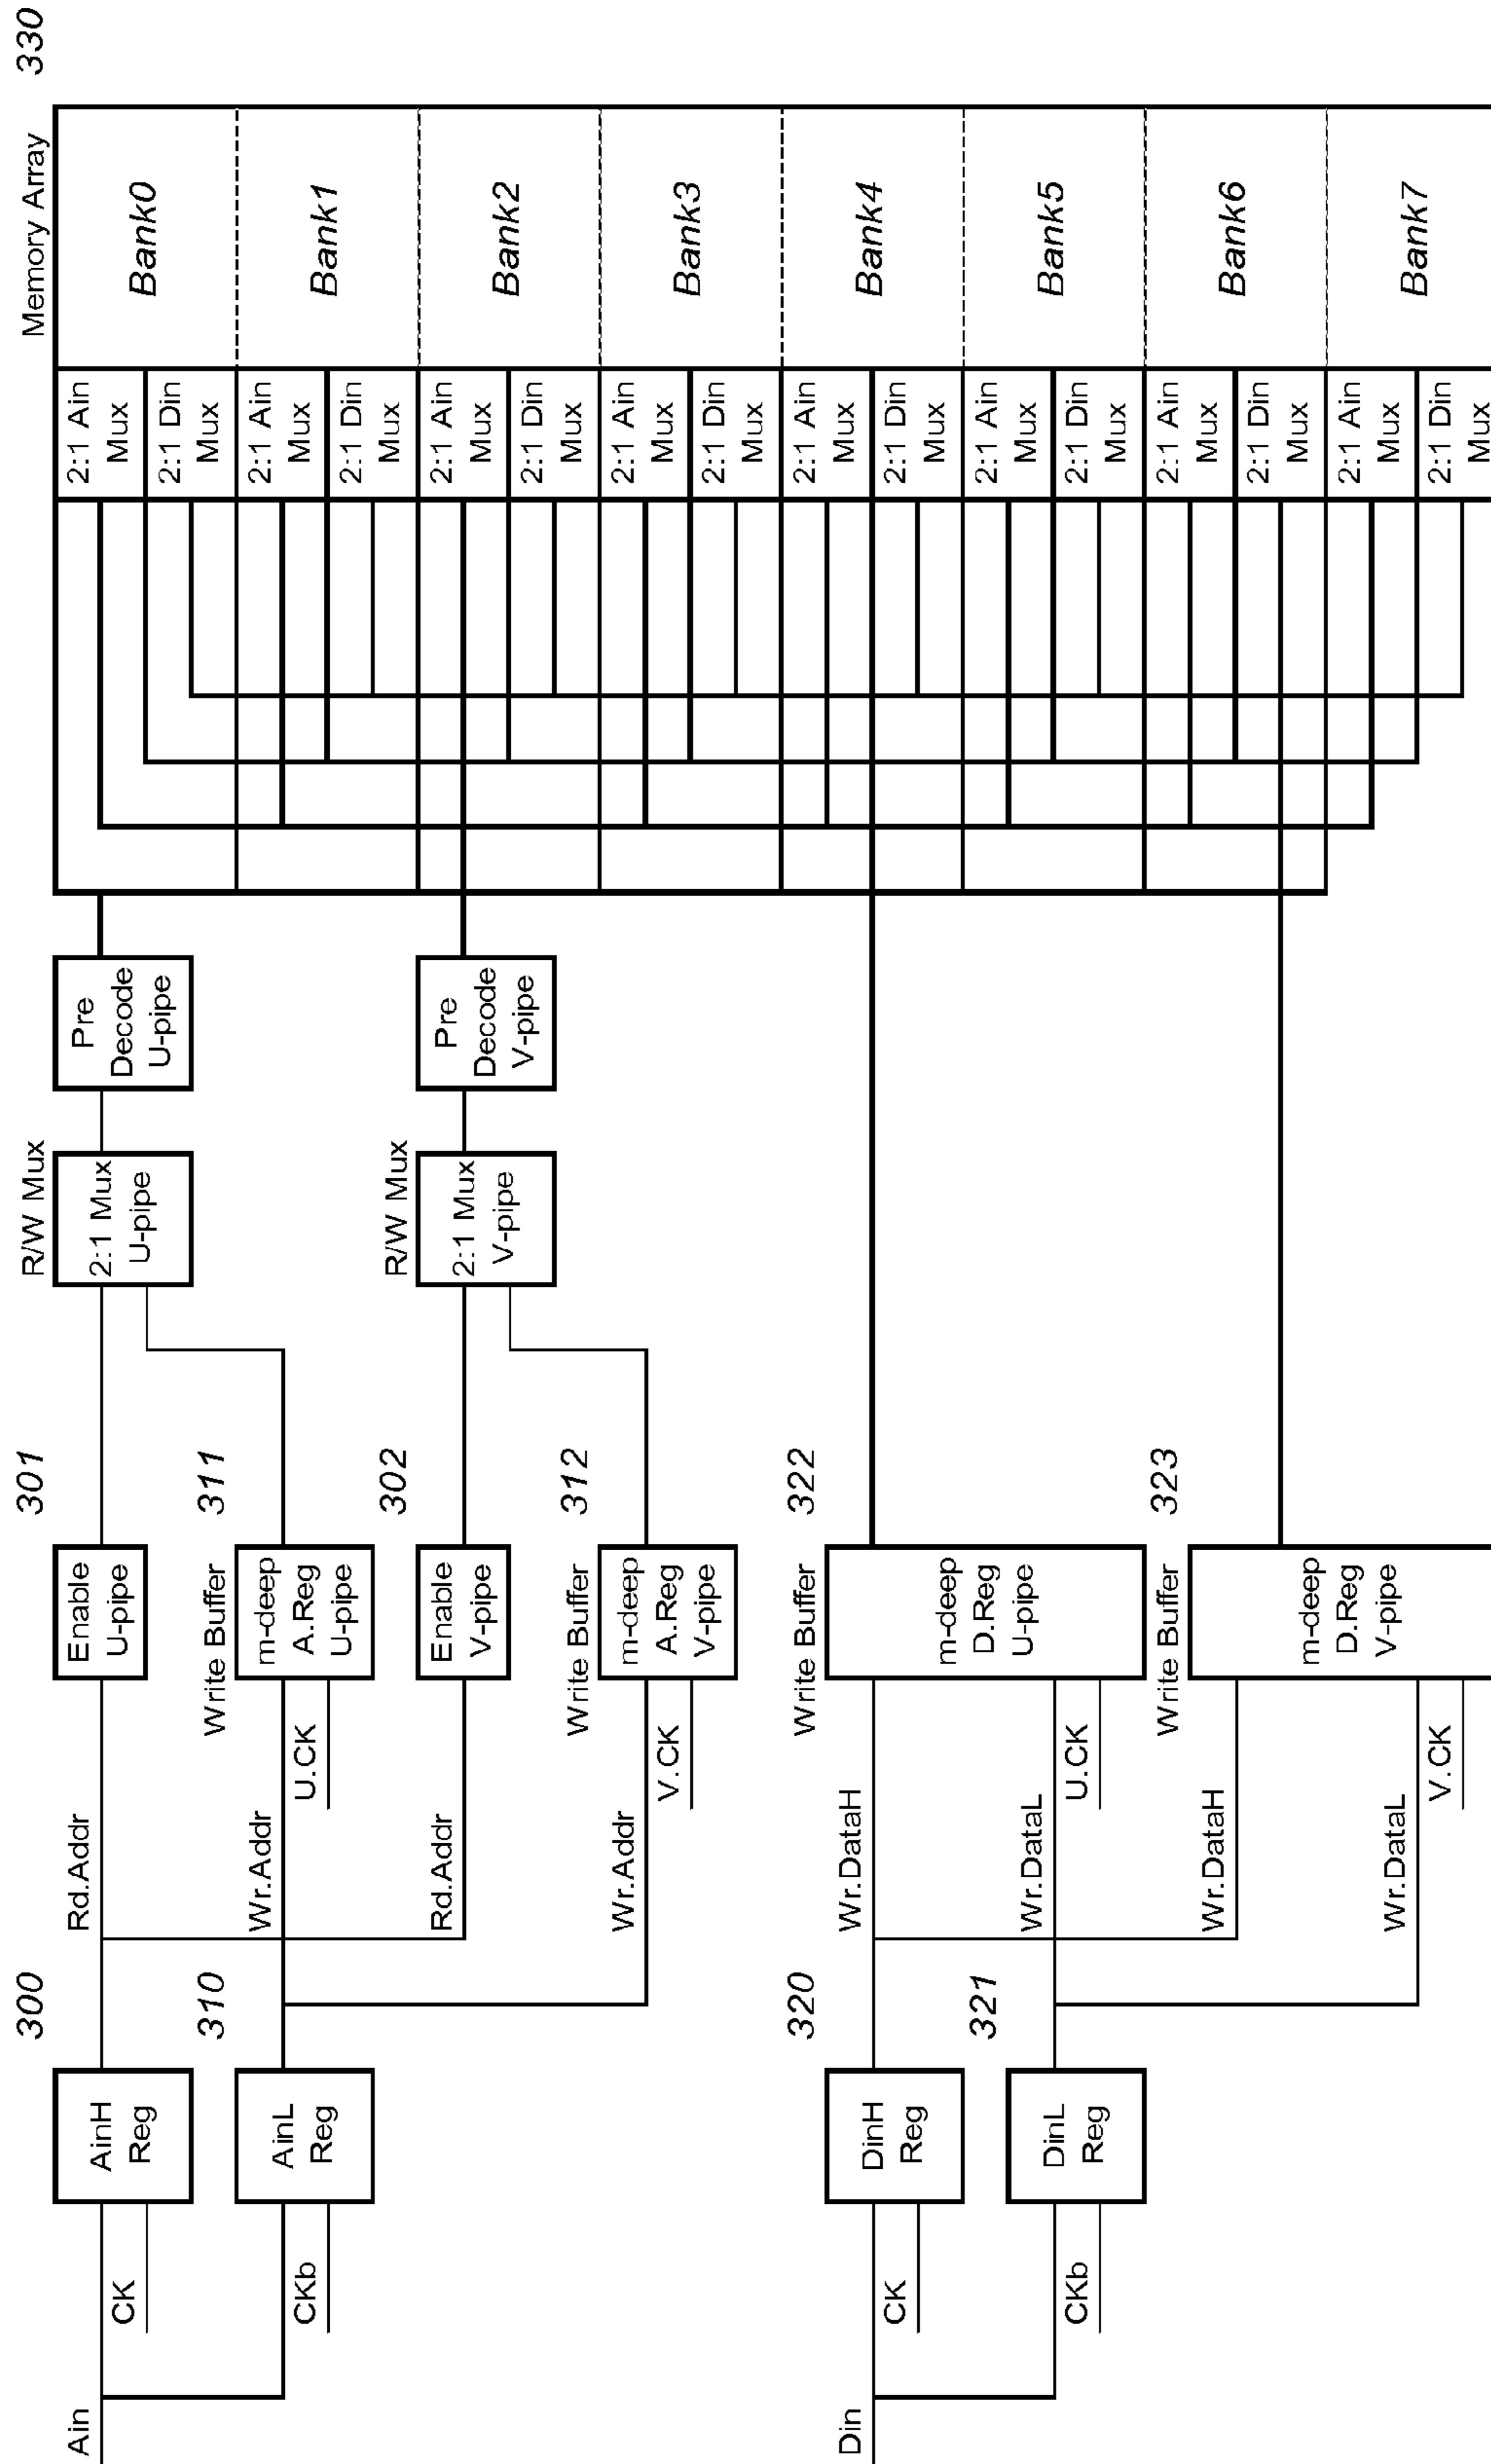 300
301
330
R/W Mux
Memory Array
Ain
CK
AinH
Reg
Rd.Addr
Enable
U-pipe
2:1 Mux
U-pipe
Pre
Decode
U-pipe
2:1 Ain
Mux
2:1 Din
Mux
Bank0
310
311
CKb
AinL
Reg
Wr.Addr
U.CK
Write Buffer
m-deep
A.Reg
U-pipe
2:1 Ain
Mux
2:1 Din
Mux
Bank1
302
R/W Mux
Rd.Addr
Enable
V-pipe
2:1 Mux
V-pipe
Pre
Decode
V-pipe
2:1 Ain
Mux
2:1 Din
Mux
Bank2
312
Wr.Addr
V.CK
Write Buffer
m-deep
A.Reg
V-pipe
2:1 Ain
Mux
2:1 Din
Mux
Bank3
320
322
Din
CK
DinH
Reg
Wr.DataH
Write Buffer
m-deep
D.Reg
U-pipe
2:1 Ain
Mux
2:1 Din
Mux
Bank4
321
CKb
DinL
Reg
Wr.DataL
U.CK
2:1 Ain
Mux
2:1 Din
Mux
Bank5
323
Wr.DataH
Write Buffer
m-deep
D.Reg
V-pipe
2:1 Ain
Mux
2:1 Din
Mux
Bank6
Wr.DataL
V.CK
2:1 Ain
Mux
2:1 Din
Mux
Bank7